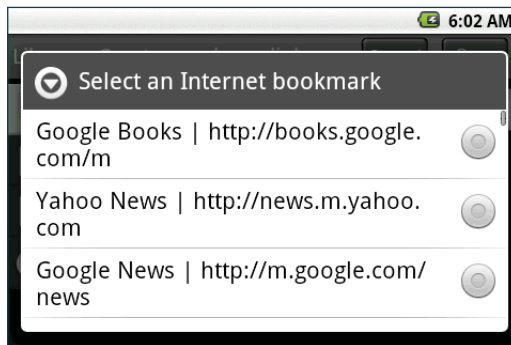 6:02 AM
Select an Internet bookmark
Google Books | http://books.google.
com/m
Yahoo News | http://news.m.yahoo.
com
Google News | http://m.google.com/
news